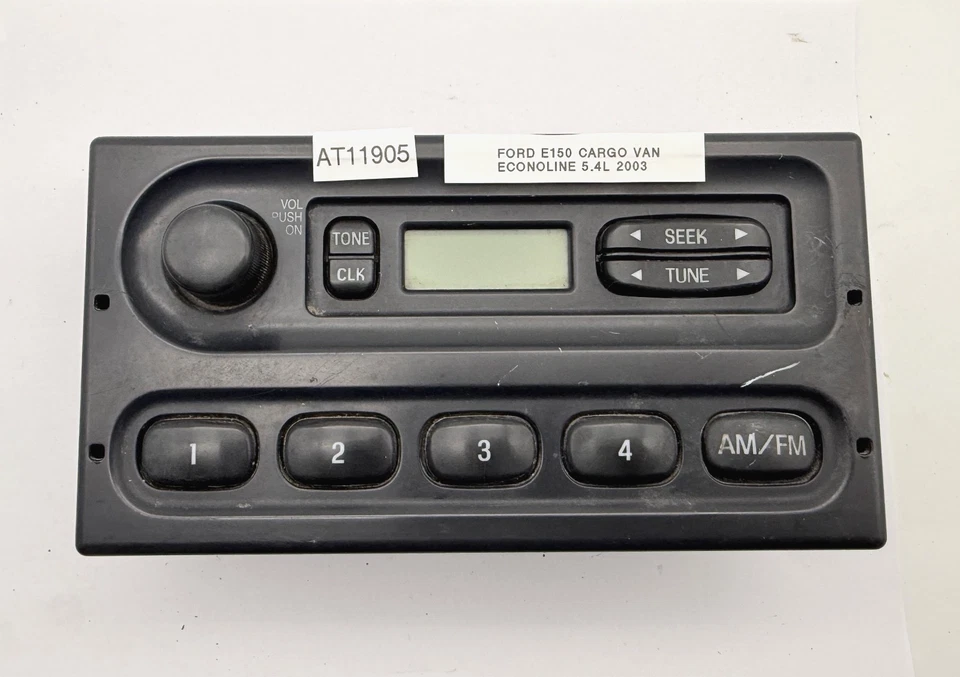 AT11905
FORD E150 CARGO VAN
ECONOLINE 5.4L 2003
VOL
PUSH
ON
TONE
CLK
◄ SEEK ►
◄ TUNE ►
1
2
3
4
AM/FM